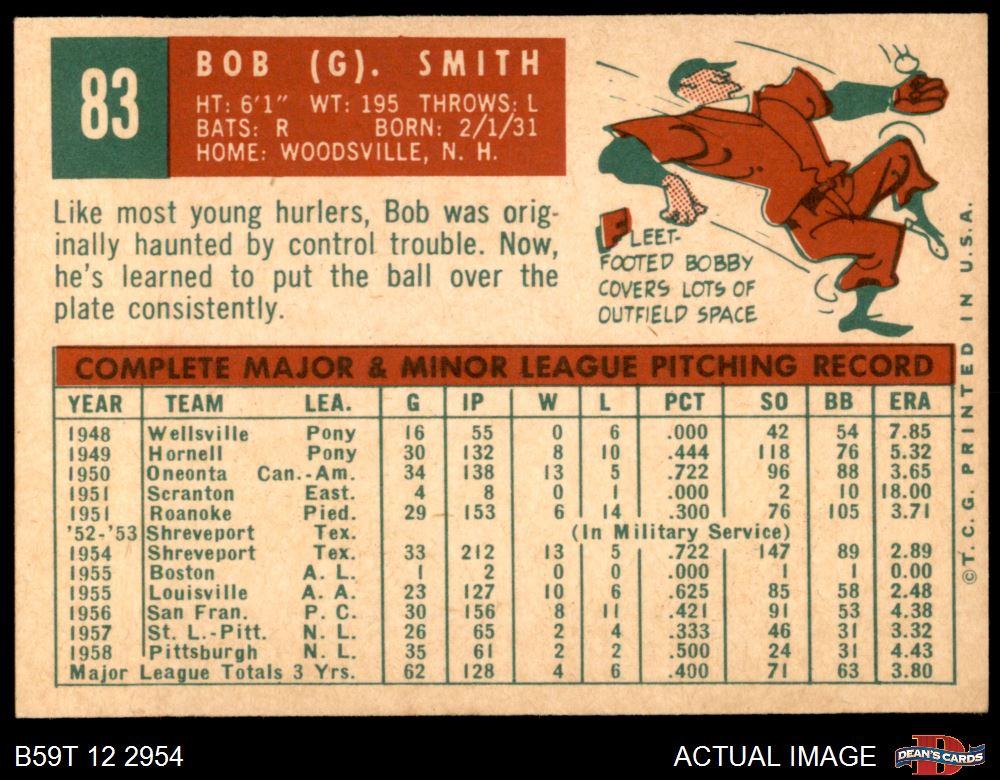 83
BOB (G). SMITH
HT: 6'1" WT: 195 THROWS: L
BATS: R BORN: 2/1/31
HOME: WOODSVILLE, N. H.
Like most young hurlers, Bob was orig-
inally haunted by control trouble. Now,
he's learned to put the ball over the
plate consistently.
FLEET-
FOOTED BOBBY
COVERS LOTS OF
OUTFIELD SPACE
COMPLETE MAJOR & MINOR LEAGUE PITCHING RECORD
YEAR TEAM LEA. G IP W L PCT SO BB ERA
1948 Wellsville Pony 16 55 0 6 .000 42 54 7.85
1949 Hornell Pony 30 132 8 10 .444 118 76 5.32
1950 Oneonta Can.-Am. 34 138 13 5 .722 96 88 3.65
1951 Scranton East. 4 8 0 1 .000 2 10 18.00
1951 Roanoke Pied. 29 153 6 14 .300 76 105 3.71
'52-'53 Shreveport Tex. (In Military Service)
1954 Shreveport Tex. 33 212 13 5 .722 147 89 2.89
1955 Boston A. L. 1 2 0 0 .000 1 1 0.00
1955 Louisville A. A. 23 127 10 6 .625 85 58 2.48
1956 San Fran. P. C. 30 156 8 11 .421 91 53 4.38
1957 St. L.-Pitt. N. L. 26 65 2 4 .333 46 31 3.32
1958 Pittsburgh N. L. 35 61 2 2 .500 24 31 4.43
Major League Totals 3 Yrs. 62 128 4 6 .400 71 63 3.80
© T. C. G. PRINTED IN U.S.A.
B59T 12 2954
ACTUAL IMAGE
D
DEAN'S CARDS